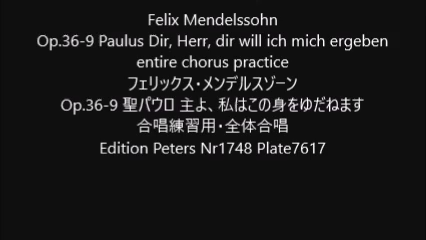 Felix Mendelssohn
Op.36-9 Paulus Dir, Herr, dir will ich mich ergeben
entire chorus practice
フェリックス・メンデルスゾーン
Op.36-9 聖パウロ 主よ、私はこの身をゆだねます
合唱練習用・全体合唱
Edition Peters Nr1748 Plate7617